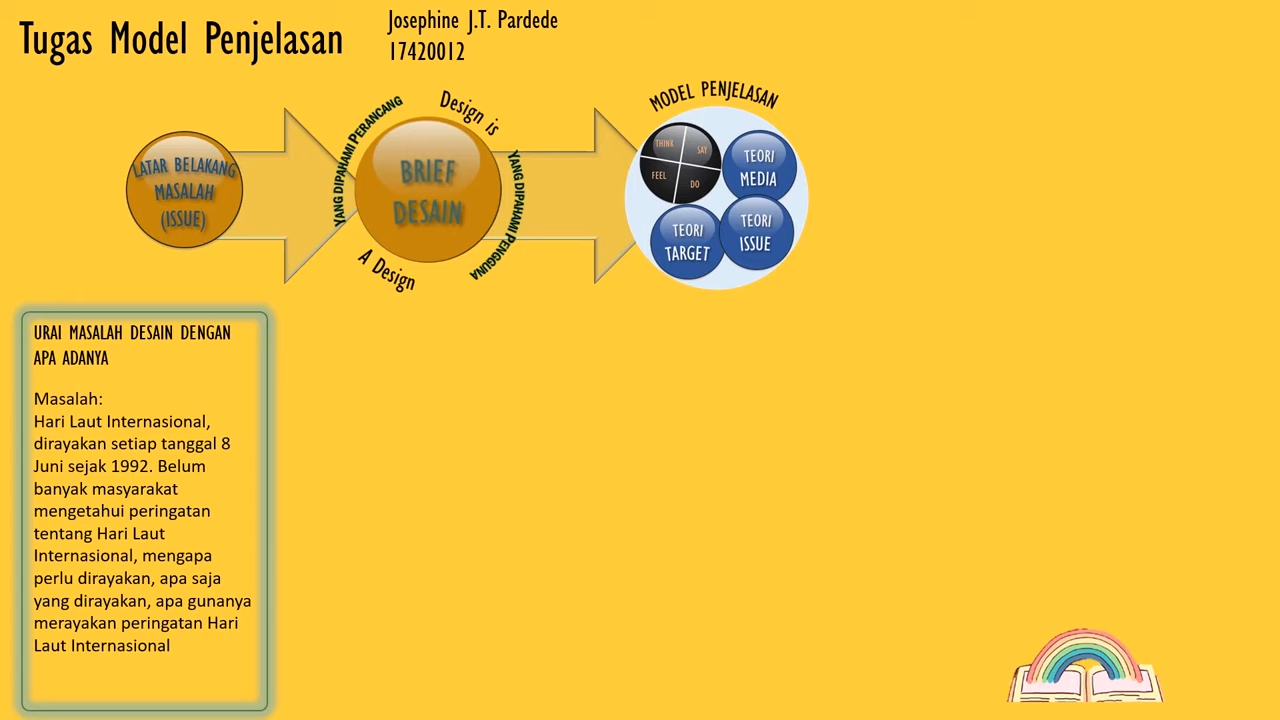 Tugas Model Penjelasan
Josephine J.T. Pardede
17420012
LATAR BELAKANG
MASALAH
(ISSUE)
YANG DIPAHAMI PERANCANG
Design is
BRIEF
DESAIN
YANG DIPAHAMI PENGGUNA
A Design
MODEL PENJELASAN
THINK
SAY
FEEL
DO
TEORI
MEDIA
TEORI
TARGET
TEORI
ISSUE
URAI MASALAH DESAIN DENGAN
APA ADANYA
Masalah:
Hari Laut Internasional,
dirayakan setiap tanggal 8
Juni sejak 1992. Belum
banyak masyarakat
mengetahui peringatan
tentang Hari Laut
Internasional, mengapa
perlu dirayakan, apa saja
yang dirayakan, apa gunanya
merayakan peringatan Hari
Laut Internasional